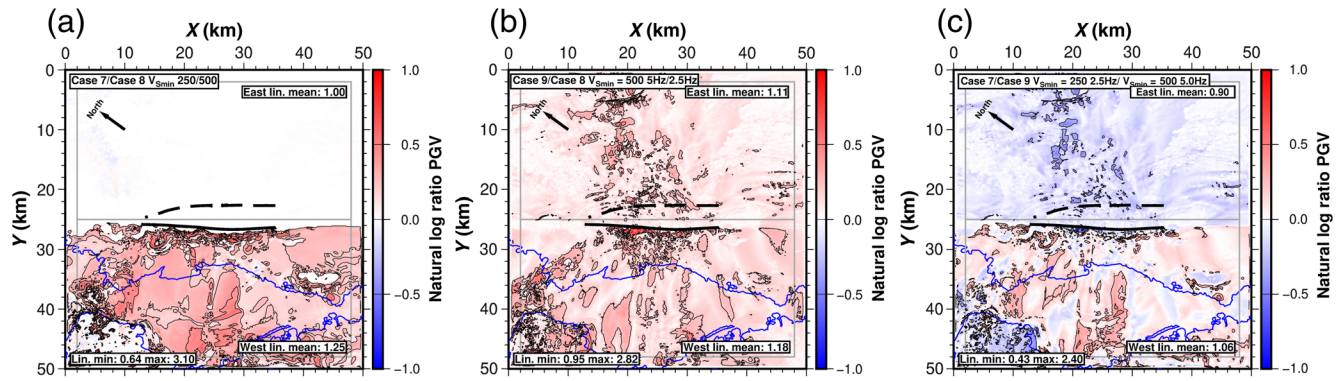 (a)
X (km)
0 10 20 30 40 50
0
10
20
30
40
50
Y (km)
Case 7/Case 8 VSmin 250/500
East lin. mean: 1.00
North
West lin. mean: 1.25
Lin. min: 0.64 max: 3.10
1.0
0.5
0.0
−0.5
−1.0
Natural log ratio PGV
(b)
X (km)
0 10 20 30 40 50
0
10
20
30
40
50
Y (km)
Case 9/Case 8 VSmin = 500 5Hz/2.5Hz
East lin. mean: 1.11
North
West lin. mean: 1.18
Lin. min: 0.95 max: 2.82
1.0
0.5
0.0
−0.5
−1.0
Natural log ratio PGV
(c)
X (km)
0 10 20 30 40 50
0
10
20
30
40
50
Y (km)
Case 7/Case 9 VSmin = 250 2.5Hz/ VSmin = 500 5.0Hz
East lin. mean: 0.90
North
West lin. mean: 1.06
Lin. min: 0.43 max: 2.40
1.0
0.5
0.0
−0.5
−1.0
Natural log ratio PGV